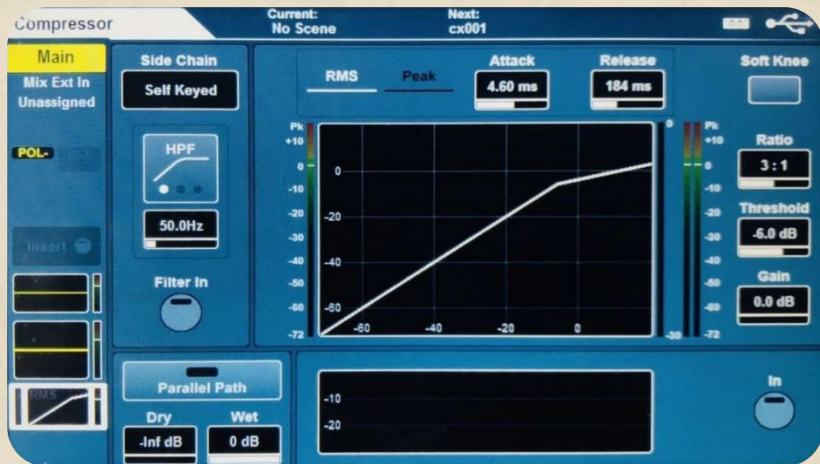 Compressor
Current:
No Scene
Next:
cx001
Main
Mix Ext In
Unassigned
POL-
Insert
RMS
Side Chain
Self Keyed
HPF
50.0Hz
Filter In
RMS
Peak
Attack
4.60 ms
Release
184 ms
Soft Knee
Pk
+10
0
-10
-20
-30
-40
-50
-60
-72
0
-20
-40
-60
-60
-40
-20
0
0
-30
Pk
+10
0
-10
-20
-30
-40
-50
-60
-72
Ratio
3:1
Threshold
-6.0 dB
Gain
0.0 dB
Parallel Path
Dry
Wet
-Inf dB
0 dB
-10
-20
In